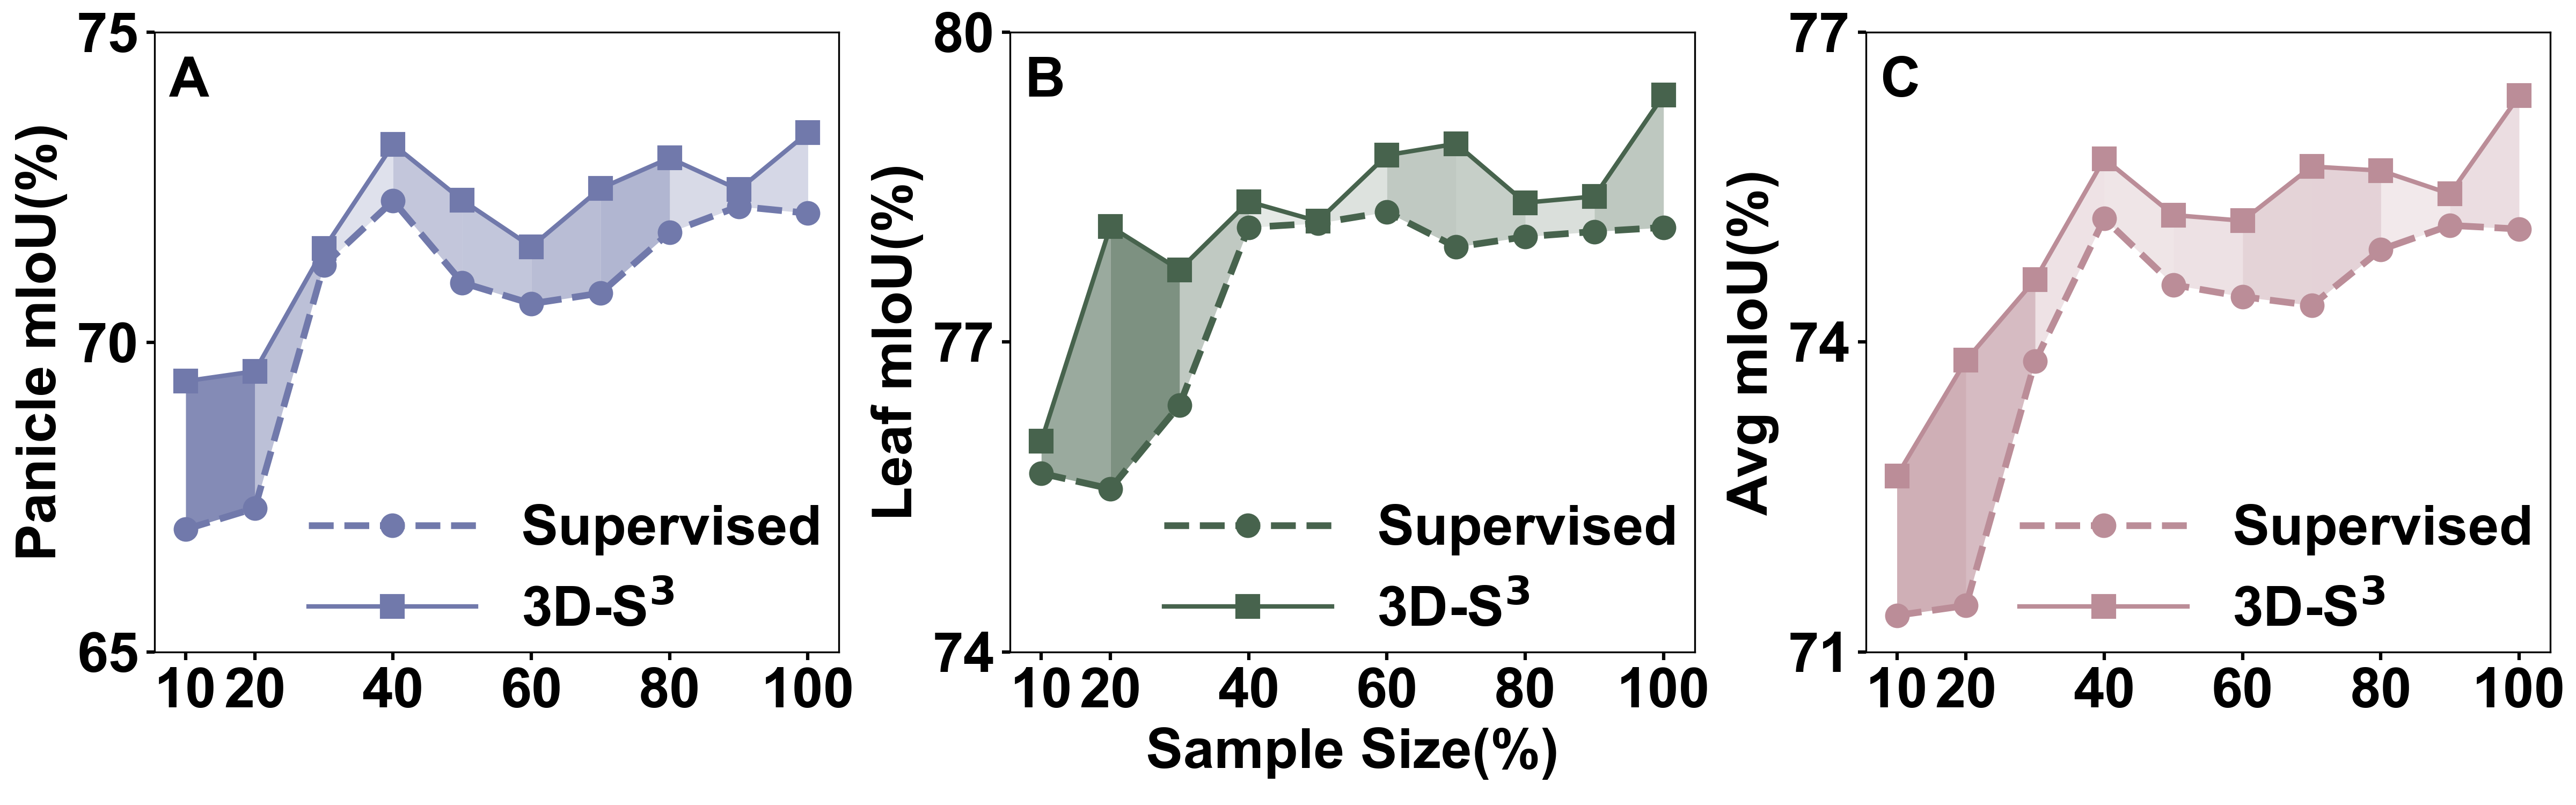 A
Panicle mIoU(%)
75
70
65
10 20 40 60 80 100
Supervised
3D-S³
B
Leaf mIoU(%)
80
77
74
10 20 40 60 80 100
Supervised
3D-S³
C
Avg mIoU(%)
77
74
71
10 20 40 60 80 100
Supervised
3D-S³
Sample Size(%)